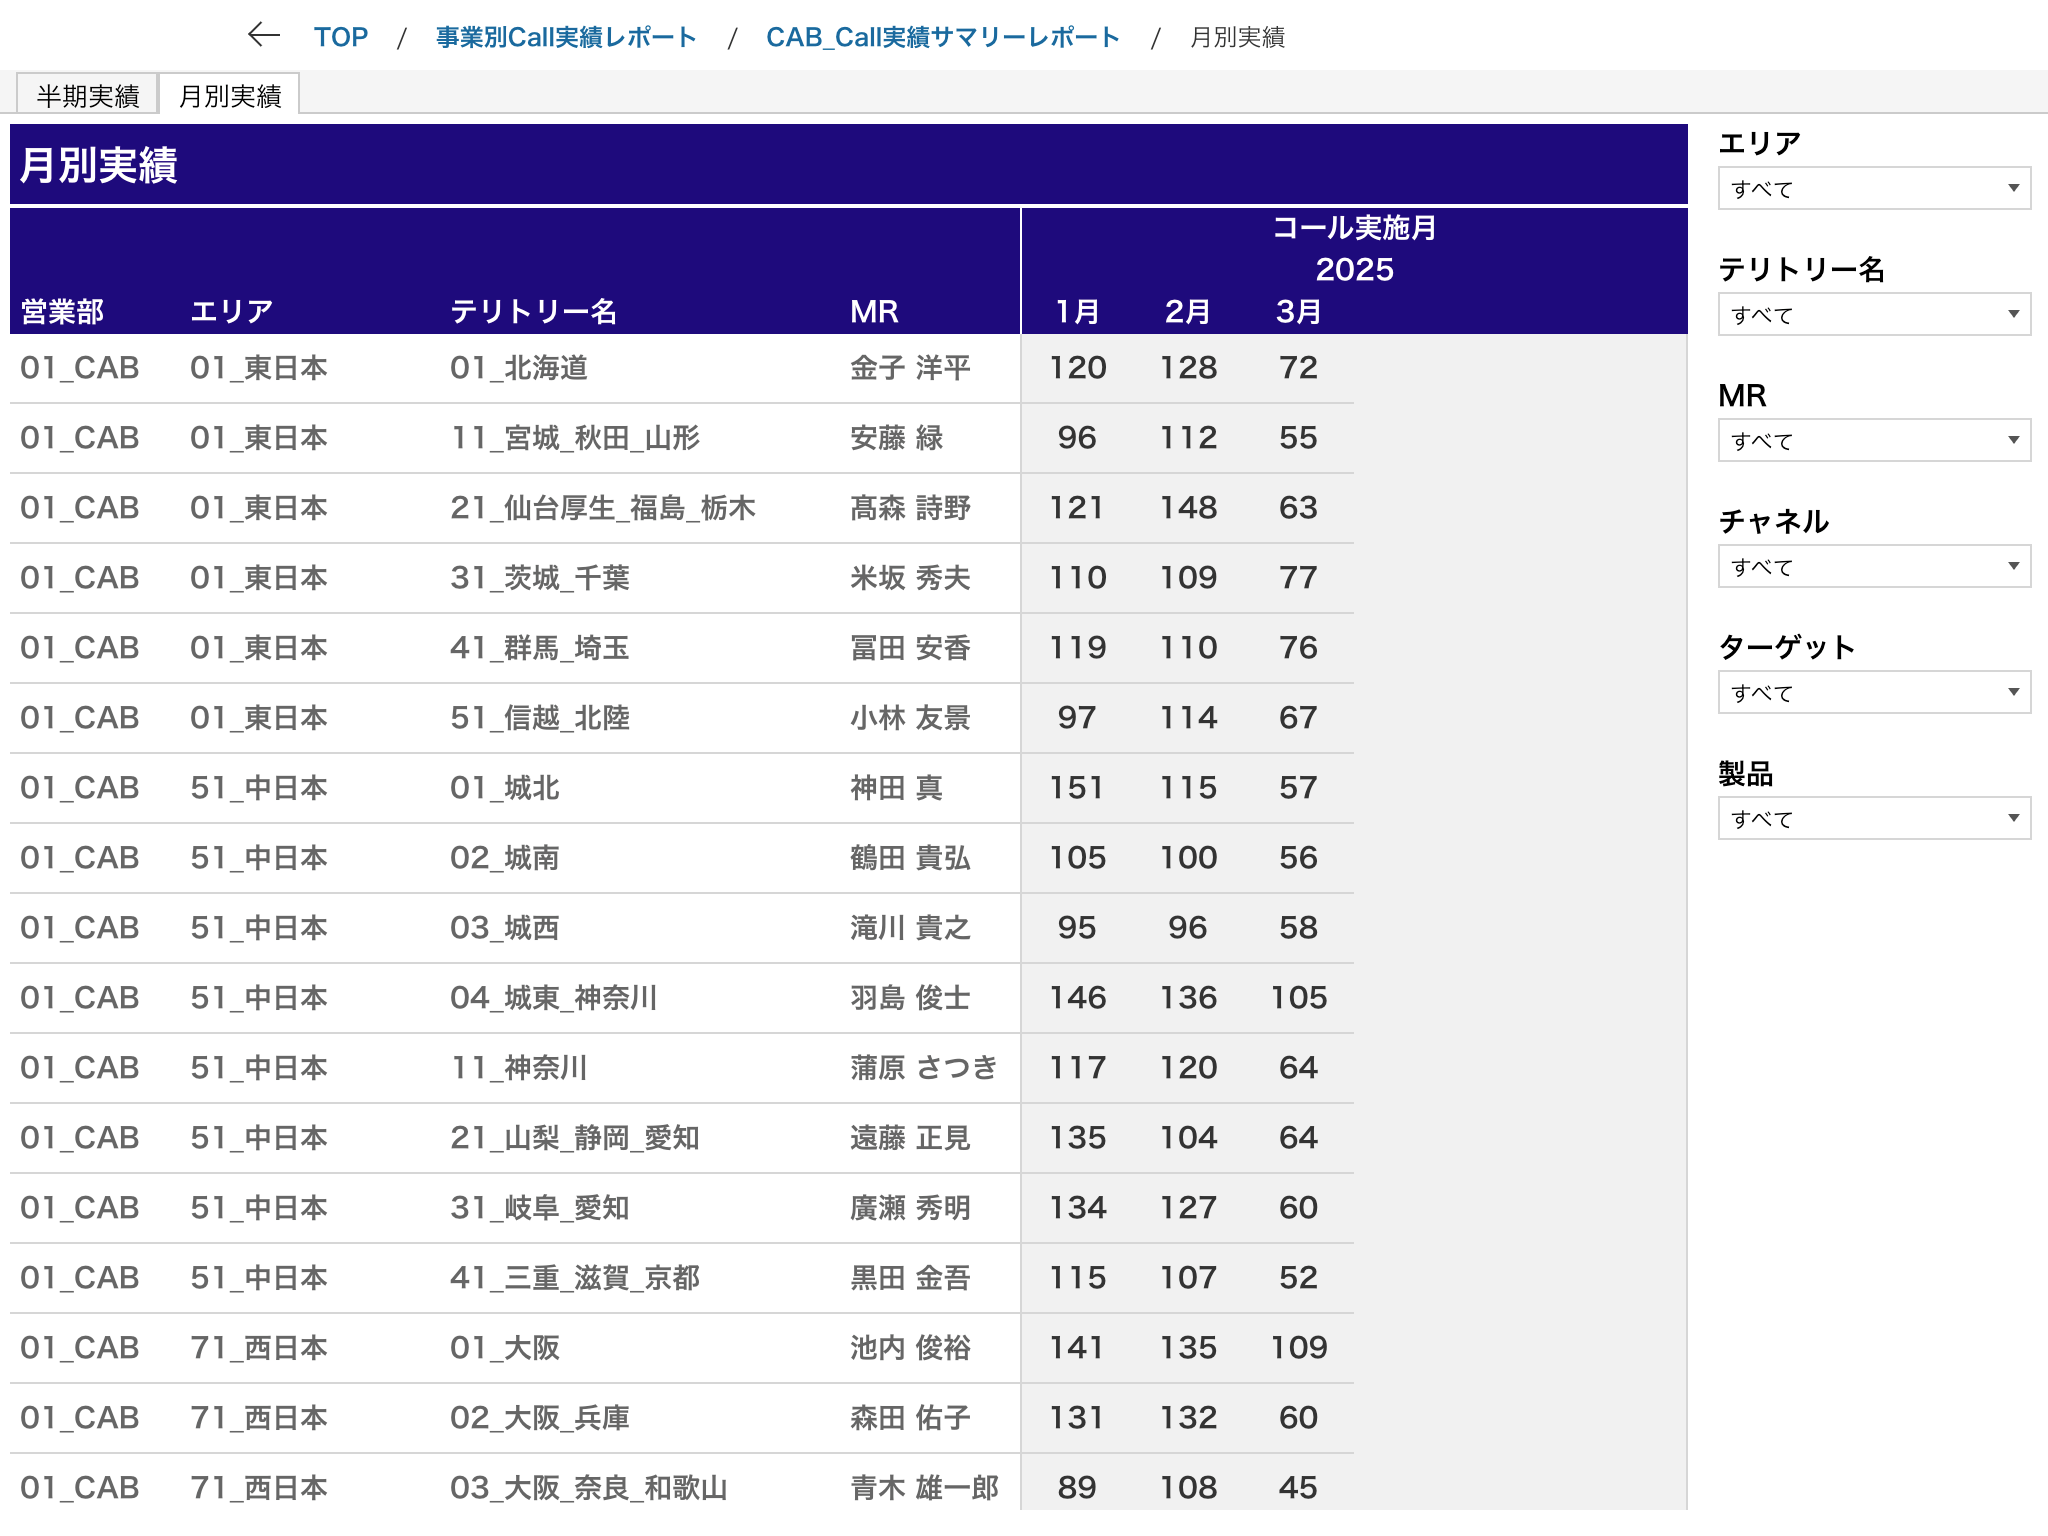 ← TOP / 事業別Call実績レポート / CAB_Call実績サマリーレポート / 月別実績
半期実績 月別実績
月別実績
コール実施月
2025
営業部 エリア テリトリー名 MR 1月 2月 3月
01_CAB 01_東日本 01_北海道 金子 洋平 120 128 72
01_CAB 01_東日本 11_宮城_秋田_山形 安藤 緑 96 112 55
01_CAB 01_東日本 21_仙台厚生_福島_栃木 髙森 詩野 121 148 63
01_CAB 01_東日本 31_茨城_千葉 米坂 秀夫 110 109 77
01_CAB 01_東日本 41_群馬_埼玉 冨田 安香 119 110 76
01_CAB 01_東日本 51_信越_北陸 小林 友景 97 114 67
01_CAB 51_中日本 01_城北 神田 真 151 115 57
01_CAB 51_中日本 02_城南 鶴田 貴弘 105 100 56
01_CAB 51_中日本 03_城西 滝川 貴之 95 96 58
01_CAB 51_中日本 04_城東_神奈川 羽島 俊士 146 136 105
01_CAB 51_中日本 11_神奈川 蒲原 さつき 117 120 64
01_CAB 51_中日本 21_山梨_静岡_愛知 遠藤 正見 135 104 64
01_CAB 51_中日本 31_岐阜_愛知 廣瀬 秀明 134 127 60
01_CAB 51_中日本 41_三重_滋賀_京都 黒田 金吾 115 107 52
01_CAB 71_西日本 01_大阪 池内 俊裕 141 135 109
01_CAB 71_西日本 02_大阪_兵庫 森田 佑子 131 132 60
01_CAB 71_西日本 03_大阪_奈良_和歌山 青木 雄一郎 89 108 45
エリア
すべて
テリトリー名
すべて
MR
すべて
チャネル
すべて
ターゲット
すべて
製品
すべて